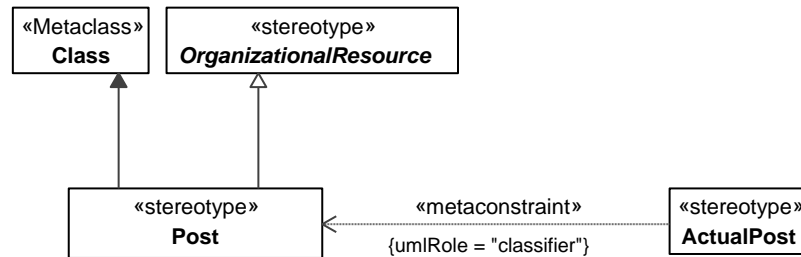 «Metaclass»
Class
«stereotype»
OrganizationalResource
«stereotype»
Post
«metaconstraint»
{umlRole = "classifier"}
«stereotype»
ActualPost